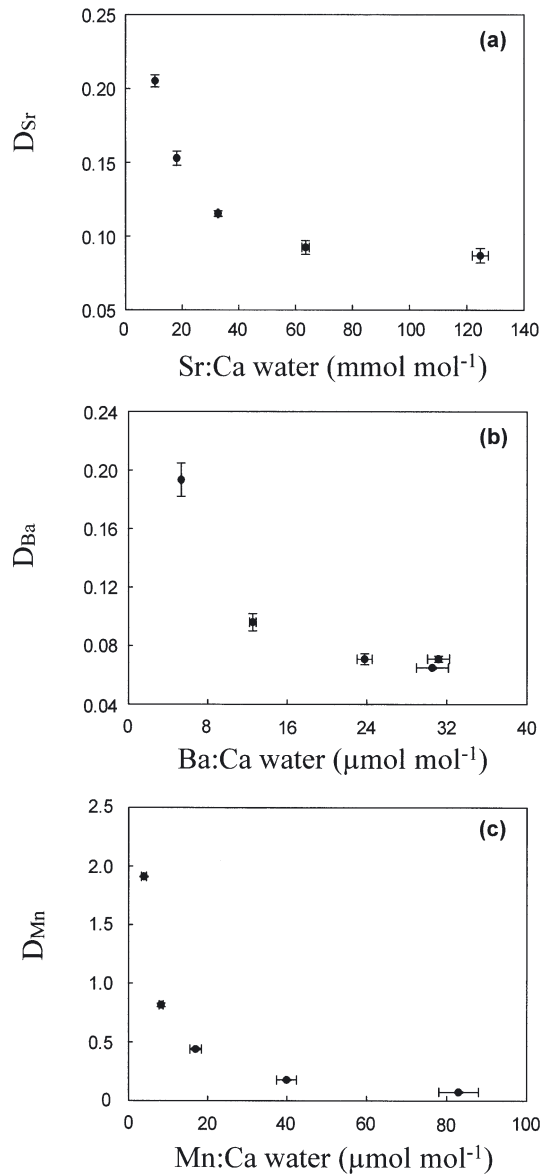 (a)
0.25
0.20
0.15
0.10
0.05
DSr
0 20 40 60 80 100 120 140
Sr:Ca water (mmol mol-1)
(b)
0.24
0.20
0.16
0.12
0.08
0.04
DBa
0 8 16 24 32 40
Ba:Ca water (µmol mol-1)
(c)
2.5
2.0
1.5
1.0
0.5
0
DMn
0 20 40 60 80 100
Mn:Ca water (µmol mol-1)